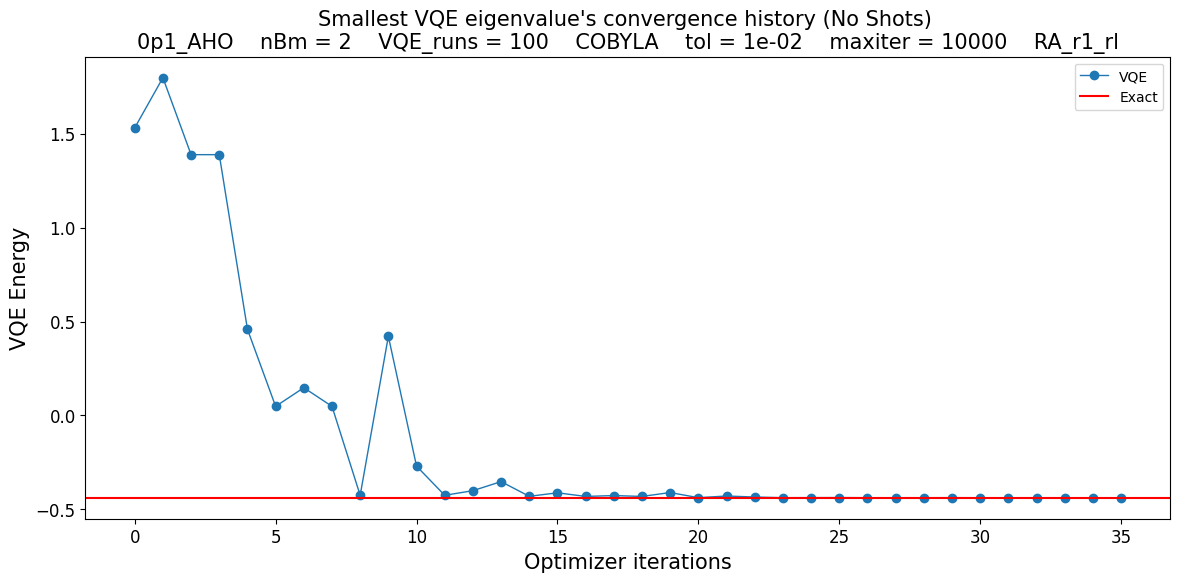 Smallest VQE eigenvalue's convergence history (No Shots)
0p1_AHO nBm = 2 VQE_runs = 100 COBYLA tol = 1e-02 maxiter = 10000 RA_r1_rl
VQE
Exact
VQE Energy
1.5
1.0
0.5
0.0
−0.5
0 5 10 15 20 25 30 35
Optimizer iterations